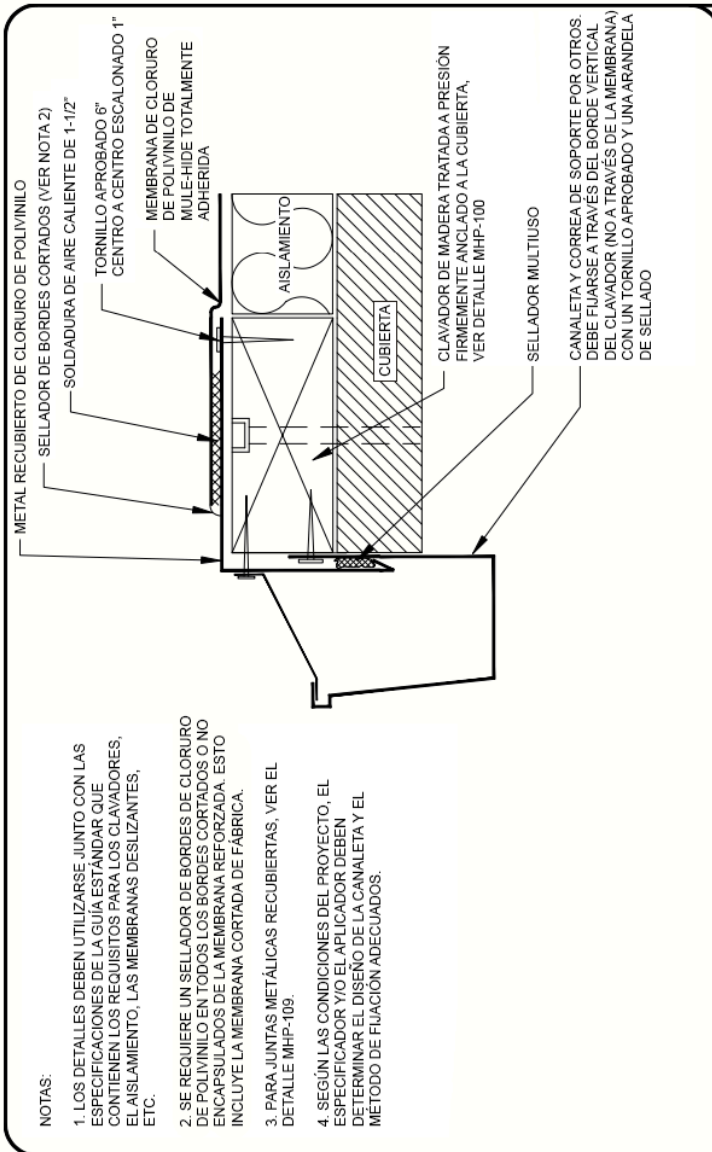 NOTAS:
1. LOS DETALLES DEBEN UTILIZARSE JUNTO CON LAS
ESPECIFICACIONES DE LA GUÍA ESTÁNDAR QUE
CONTIENEN LOS REQUISITOS PARA LOS CLAVADORES,
EL AISLAMIENTO, LAS MEMBRANAS DESLIZANTES,
ETC.
2. SE REQUIERE UN SELLADOR DE BORDES DE CLORURO
DE POLIVINILO EN TODOS LOS BORDES CORTADOS O NO
ENCAPSULADOS DE LA MEMBRANA REFORZADA. ESTO
INCLUYE LA MEMBRANA CORTADA DE FÁBRICA.
3. PARA JUNTAS METÁLICAS RECUBIERTAS, VER EL
DETALLE MHP-109.
4. SEGÚN LAS CONDICIONES DEL PROYECTO, EL
ESPECIFICADOR Y/O EL APLICADOR DEBEN
DETERMINAR EL DISEÑO DE LA CANALETA Y EL
MÉTODO DE FIJACIÓN ADECUADOS.
METAL RECUBIERTO DE CLORURO DE POLIVINILO
SELLADOR DE BORDES CORTADOS (VER NOTA 2)
SOLDADURA DE AIRE CALIENTE DE 1-1/2"
TORNILLO APROBADO 6"
CENTRO A CENTRO ESCALONADO 1"
MEMBRANA DE CLORURO
DE POLIVINILO DE
MULE-HIDE TOTALMENTE
ADHERIDA
AISLAMIENTO
CUBIERTA
CLAVADOR DE MADERA TRATADA A PRESIÓN
FIRMEMENTE ANCLADO A LA CUBIERTA,
VER DETALLE MHP-100
SELLADOR MULTIUSO
CANALETA Y CORREA DE SOPORTE POR OTROS.
DEBE FIJARSE A TRAVÉS DEL BORDE VERTICAL
DEL CLAVADOR (NO A TRAVÉS DE LA MEMBRANA)
CON UN TORNILLO APROBADO Y UNA ARANDELA
DE SELLADO